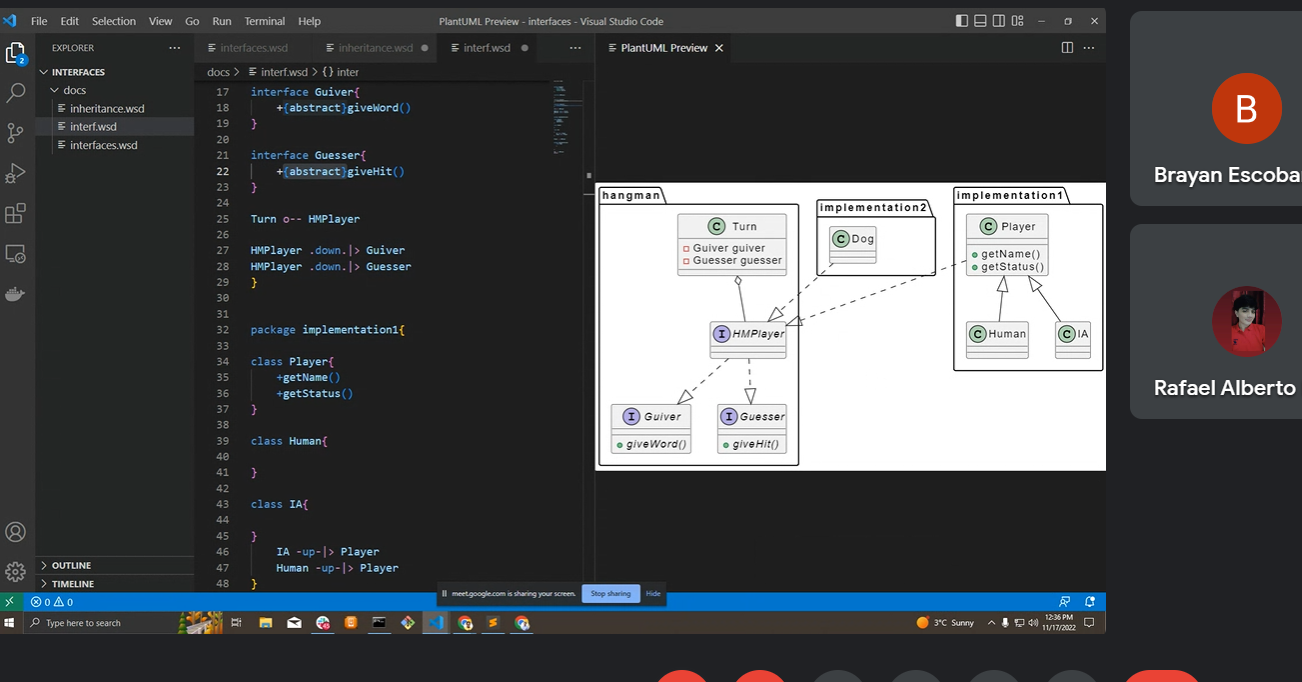 File Edit Selection View Go Run Terminal Help
PlantUML Preview - interfaces - Visual Studio Code
EXPLORER
INTERFACES
docs
inheritance.wsd
interf.wsd
interfaces.wsd
OUTLINE
TIMELINE
2
interfaces.wsd
inheritance.wsd
interf.wsd
docs > interf.wsd > {} inter
17 interface Guiver{
18 +{abstract}giveWord()
19 }
20
21 interface Guesser{
22 +{abstract}giveHit()
23 }
24
25 Turn o-- HMPlayer
26
27 HMPlayer .down.|> Guiver
28 HMPlayer .down.|> Guesser
29 }
30
31
32 package implementation1{
33
34 class Player{
35 +getName()
36 +getStatus()
37 }
38
39 class Human{
40
41 }
42
43 class IA{
44
45 }
46 IA -up-|> Player
47 Human -up-|> Player
48 }
PlantUML Preview
hangman
C Turn
Guiver guiver
Guesser guesser
I HMPlayer
I Guiver
giveWord()
I Guesser
giveHit()
implementation2
C Dog
implementation1
C Player
getName()
getStatus()
C Human
C IA
meet.google.com is sharing your screen.
Stop sharing
Hide
0 0
Type here to search
3°C Sunny
12:36 PM
11/17/2022
B
Brayan Escoba
Rafael Alberto